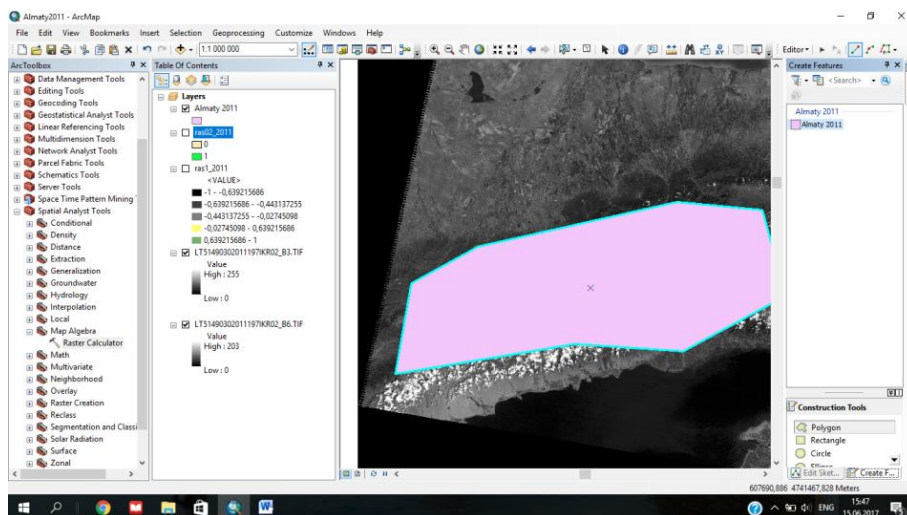 Almaty2011 - ArcMap
File Edit View Bookmarks Insert Selection Geoprocessing Customize Windows Help
1:1 000 000
Editor
ArcToolbox
Data Management Tools
Editing Tools
Geocoding Tools
Geostatistical Analyst Tools
Linear Referencing Tools
Multidimension Tools
Network Analyst Tools
Parcel Fabric Tools
Schematics Tools
Server Tools
Space Time Pattern Mining
Spatial Analyst Tools
Conditional
Density
Distance
Extraction
Generalization
Groundwater
Hydrology
Interpolation
Local
Map Algebra
Raster Calculator
Math
Multivariate
Neighborhood
Overlay
Raster Creation
Reclass
Segmentation and Classi
Solar Radiation
Surface
Zonal
Table Of Contents
Layers
Almaty 2011
ras02_2011
0
1
ras1_2011
<VALUE>
-1 - -0,639215686
-0,639215686 - -0,443137255
-0,443137255 - -0,02745098
-0,02745098 - 0,639215686
0,639215686 - 1
LT51490302011197IKR02_B3.TIF
Value
High : 255
Low : 0
LT51490302011197IKR02_B6.TIF
Value
High : 203
Low : 0
Create Features
<Search>
Almaty 2011
Almaty 2011
Construction Tools
Polygon
Rectangle
Circle
Ellipse
Edit Sket...
Create F...
607690,886 4741467,828 Meters
ENG
15:47
15.06.2017